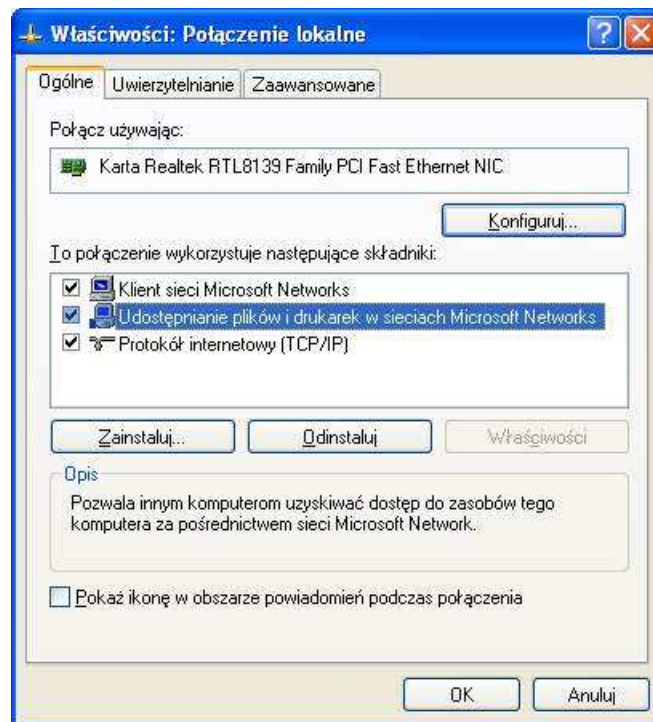 Właściwości: Połączenie lokalne
Ogólne Uwierzytelnianie Zaawansowane
Połącz używając:
Karta Realtek RTL8139 Family PCI Fast Ethernet NIC
Konfiguruj...
To połączenie wykorzystuje następujące składniki:
Klient sieci Microsoft Networks
Udostępnianie plików i drukarek w sieciach Microsoft Networks
Protokół internetowy (TCP/IP)
Zainstaluj... Odinstaluj Właściwości
Opis
Pozwala innym komputerom uzyskiwać dostęp do zasobów tego
komputera za pośrednictwem sieci Microsoft Network.
Pokaż ikonę w obszarze powiadomień podczas połączenia
OK Anuluj